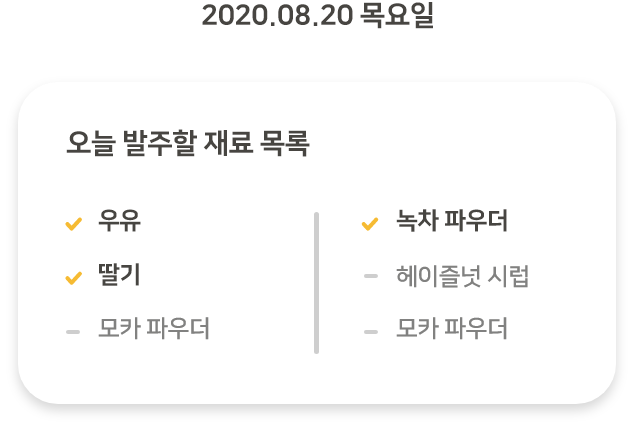 2020.08.20 목요일
오늘 발주할 재료 목록
우유
딸기
모카 파우더
녹차 파우더
헤이즐넛 시럽
모카 파우더